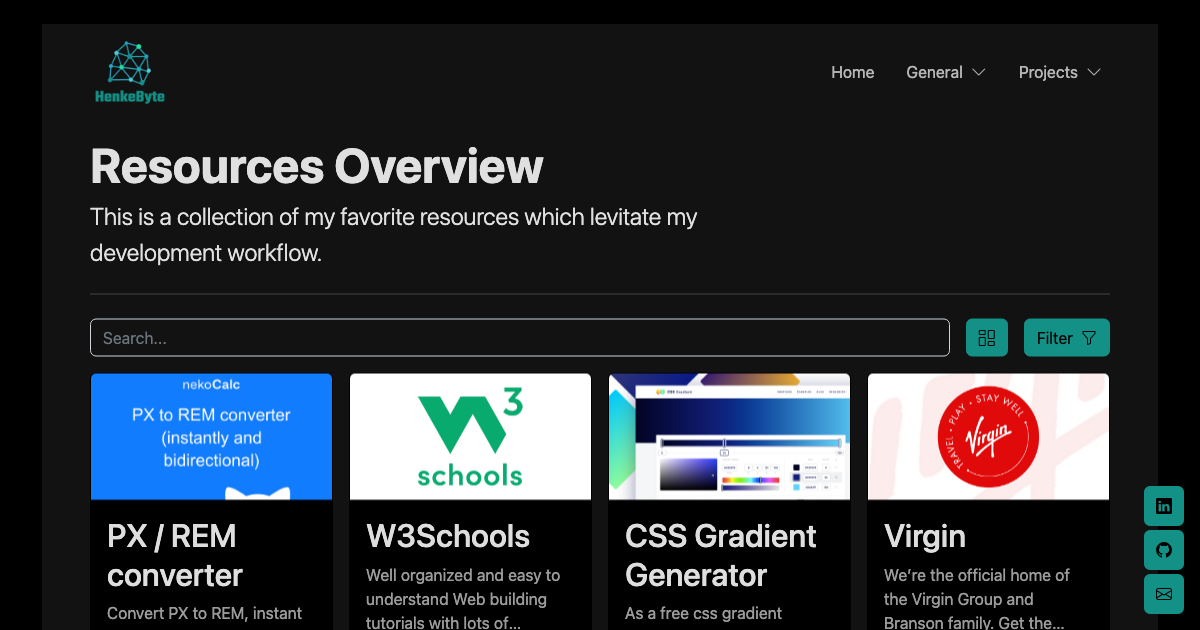 HenkeByte
Home
General
Projects
Resources Overview
This is a collection of my favorite resources which levitate my
development workflow.
Search...
Filter
nekoCalc
PX to REM converter
(instantly and
bidirectional)
W3
schools
CSS Gradient
TRAVEL • PLAY • STAY WELL
Virgin
PX / REM
converter
Convert PX to REM, instant
W3Schools
Well organized and easy to
understand Web building
tutorials with lots of...
CSS Gradient
Generator
As a free css gradient
Virgin
We’re the official home of
the Virgin Group and
Branson family. Get the...